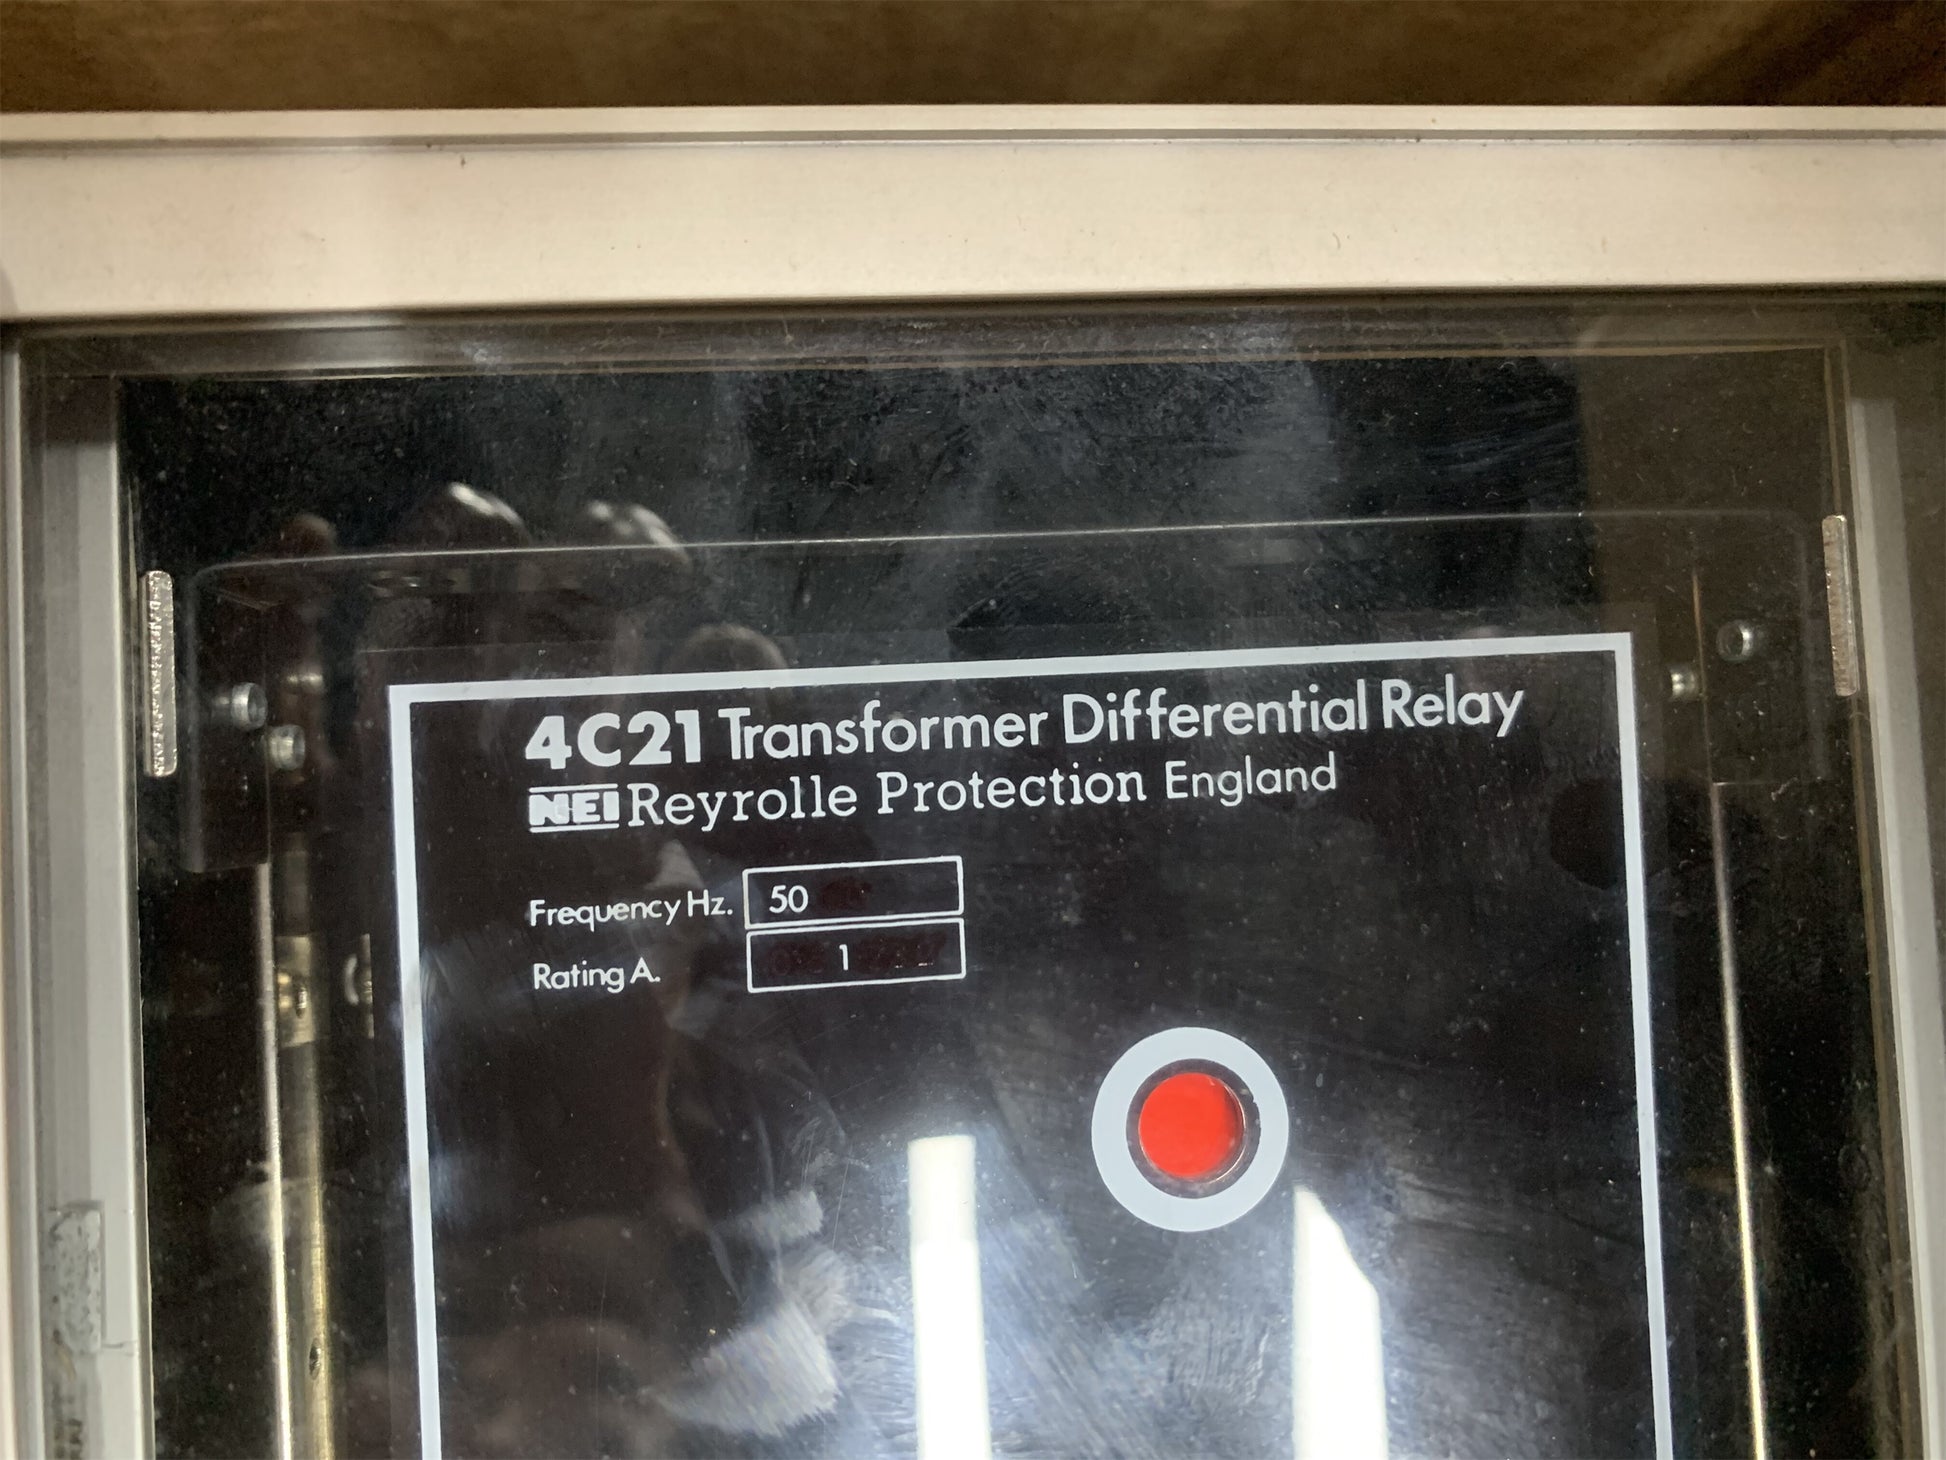 4C21 Transformer Differential Relay
NEI Reyrolle Protection England
Frequency Hz. 50
Rating A. 1